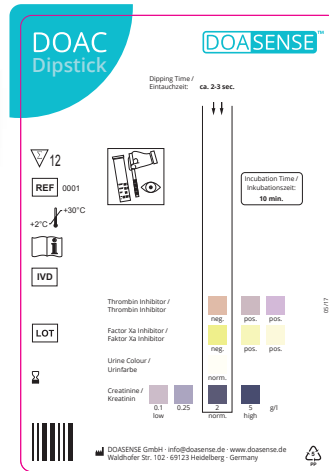 DOAC
Dipstick
DOASENSE™
Dipping Time /
Eintauchzeit:
ca. 2-3 sec.
Σ 12
REF 0001
+2°C +30°C
i
IVD
LOT
Incubation Time /
Inkubationszeit:
10 min.
Thrombin Inhibitor /
Thrombin Inhibitor
neg. pos. pos.
Factor Xa Inhibitor /
Faktor Xa Inhibitor
neg. pos. pos.
Urine Colour /
Urinfarbe
norm.
Creatinine /
Kreatinin
0.1 0.25 2 5 g/l
low norm. high
05/17
DOASENSE GmbH · info@doasense.de · www.doasense.de
Waldhofer Str. 102 · 69123 Heidelberg · Germany
5
PP